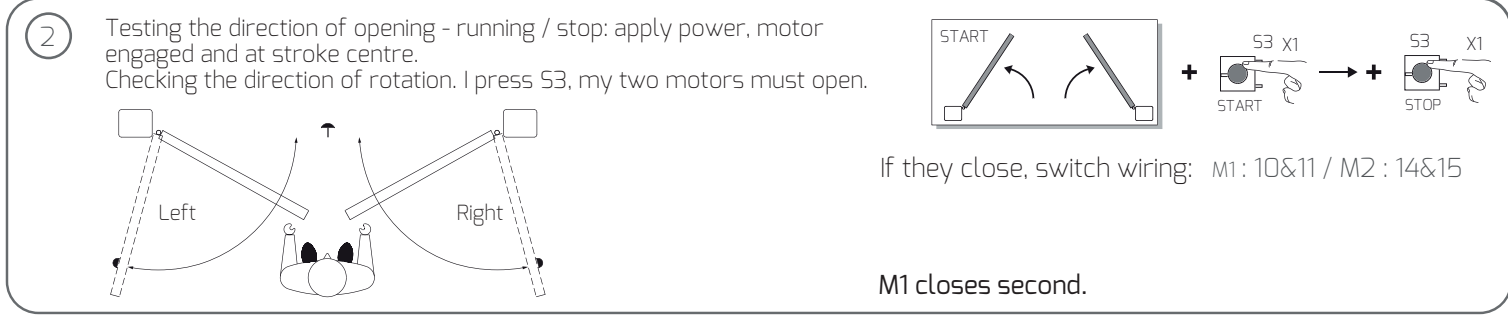 2
Testing the direction of opening - running / stop: apply power, motor
engaged and at stroke centre.
Checking the direction of rotation. I press S3, my two motors must open.
Left
Right
START
+
S3 X1
START
+
S3 X1
STOP
If they close, switch wiring: M1 : 10&11 / M2 : 14&15
M1 closes second.